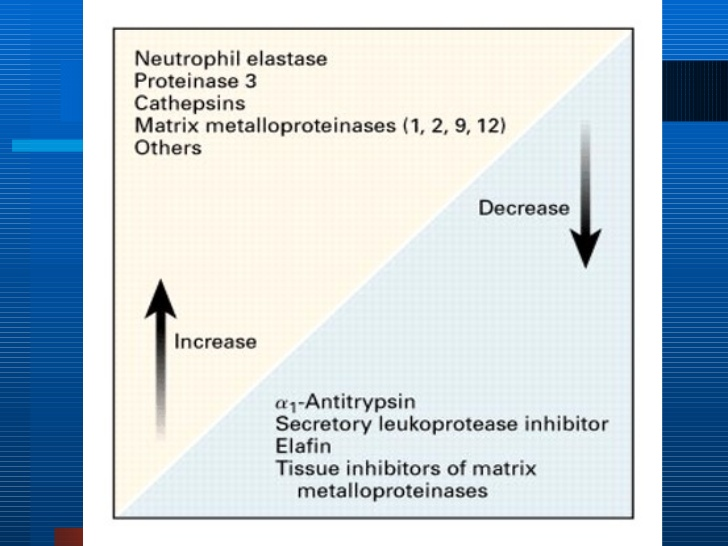 Neutrophil elastase
Proteinase 3
Cathepsins
Matrix metalloproteinases (1, 2, 9, 12)
Others
Decrease
Increase
α₁-Antitrypsin
Secretory leukoprotease inhibitor
Elafin
Tissue inhibitors of matrix
metalloproteinases